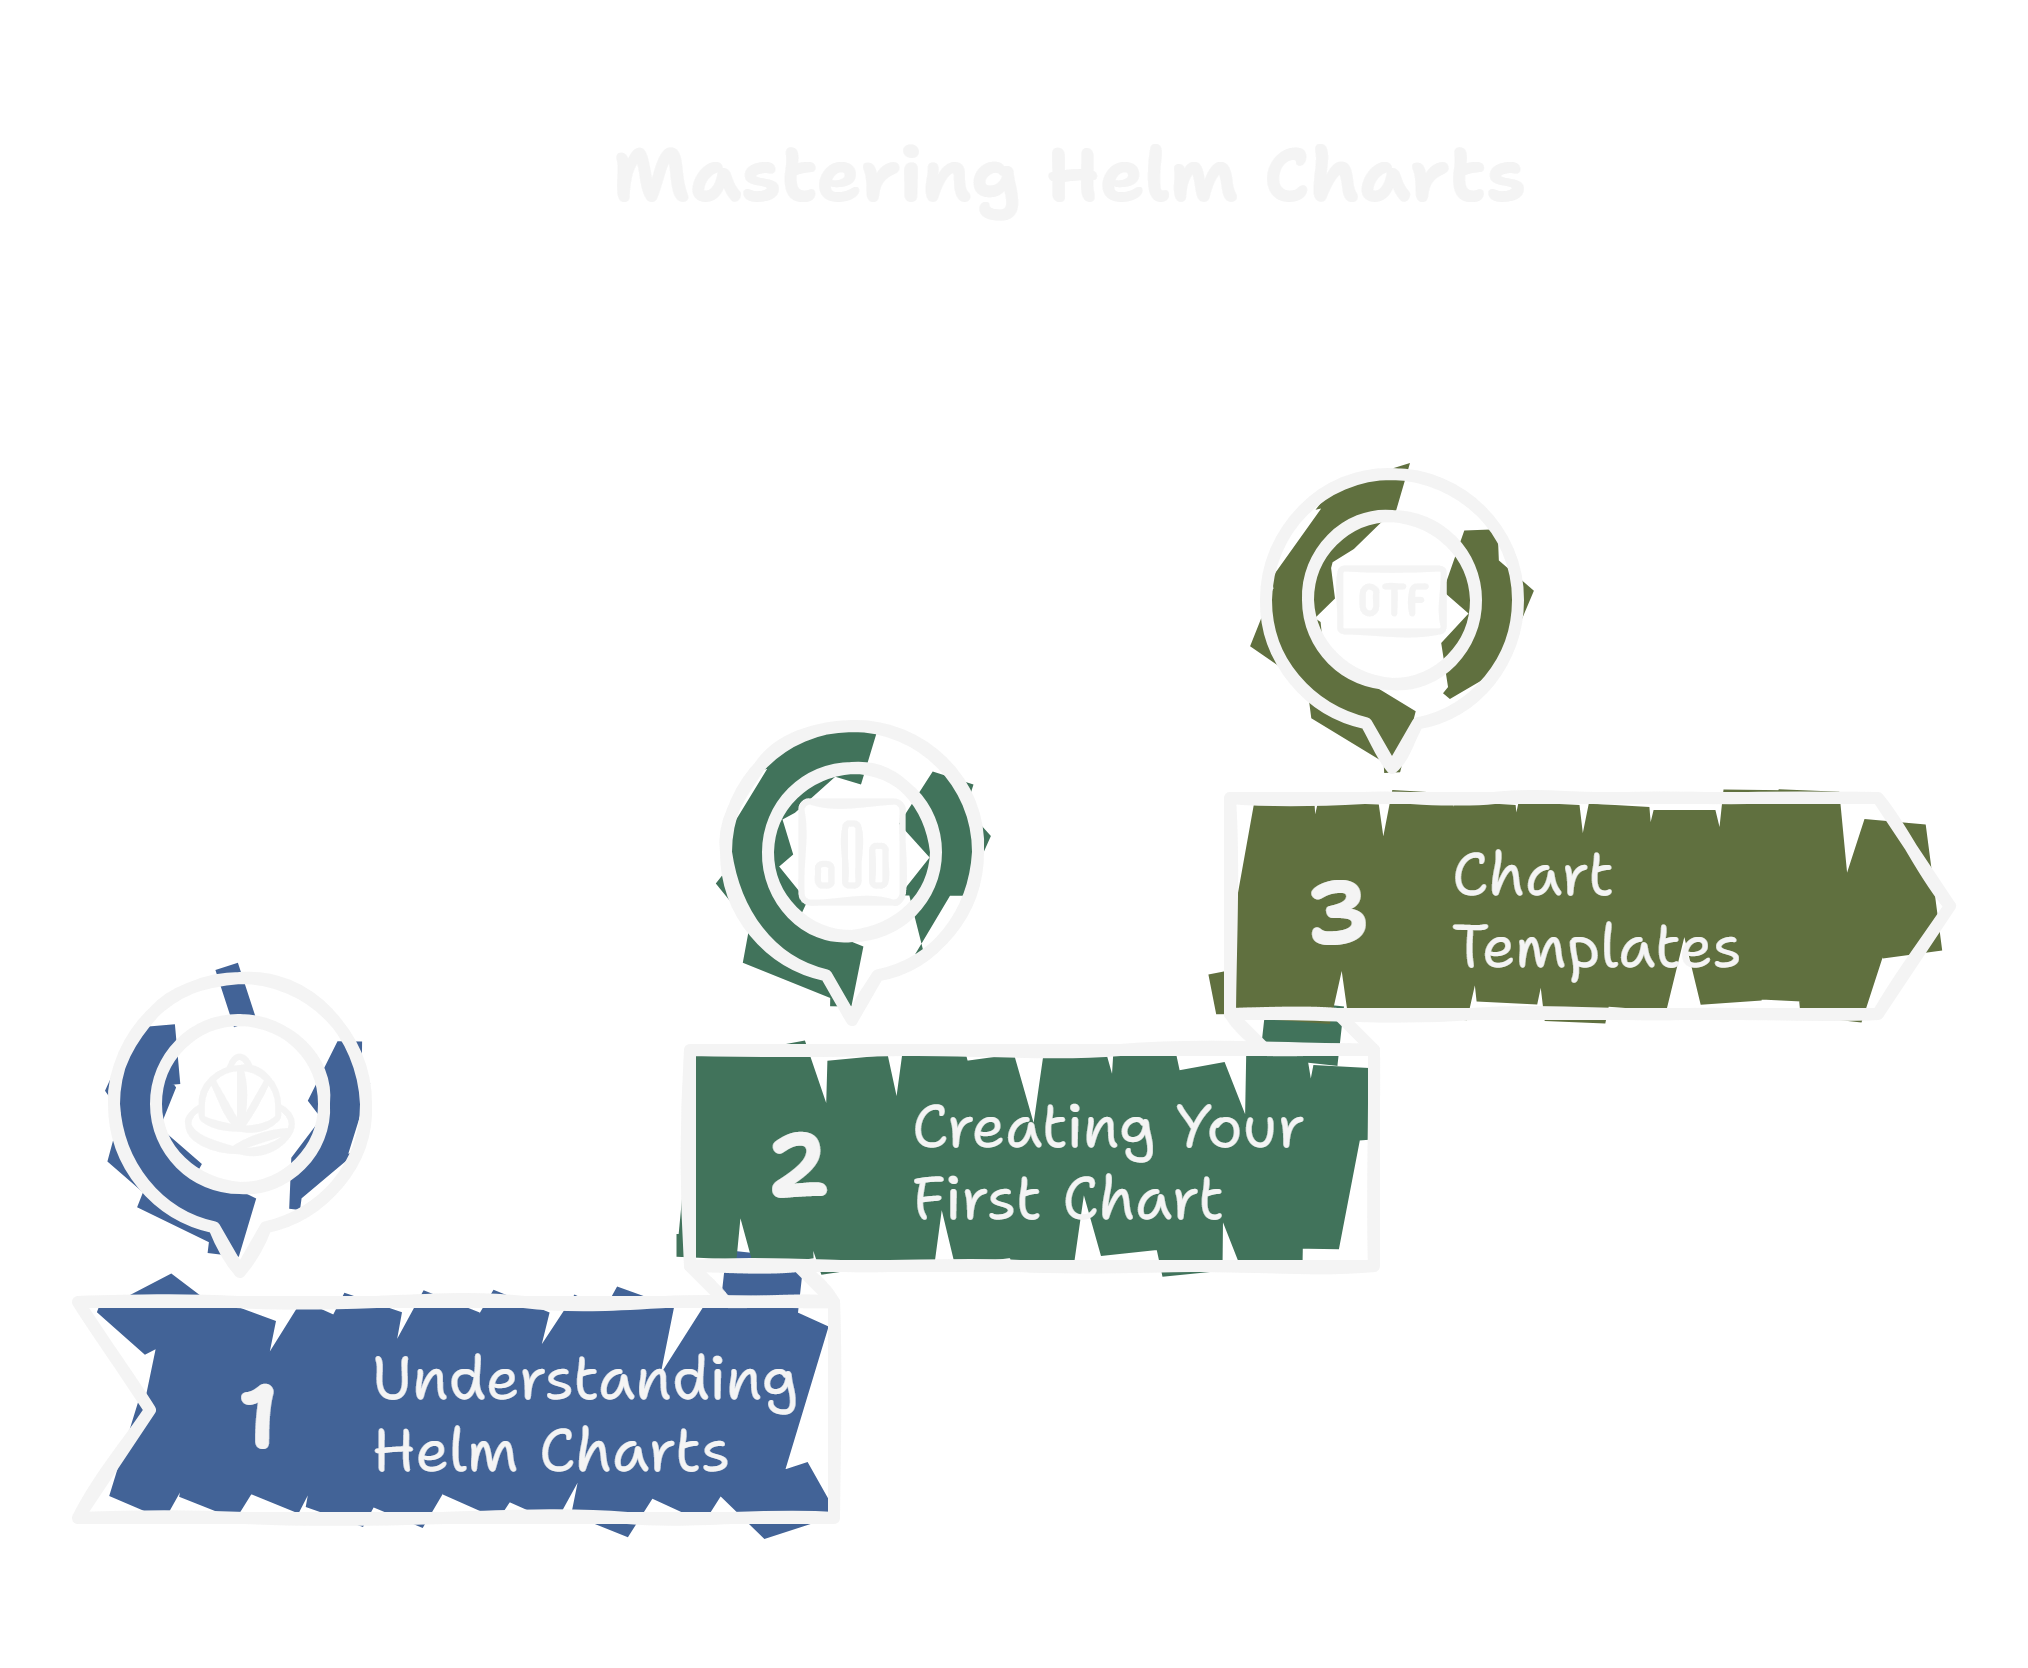 Mastering Helm Charts
OTF
3
Chart
Templates
2
Creating Your
First Chart
1
Understanding
Helm Charts